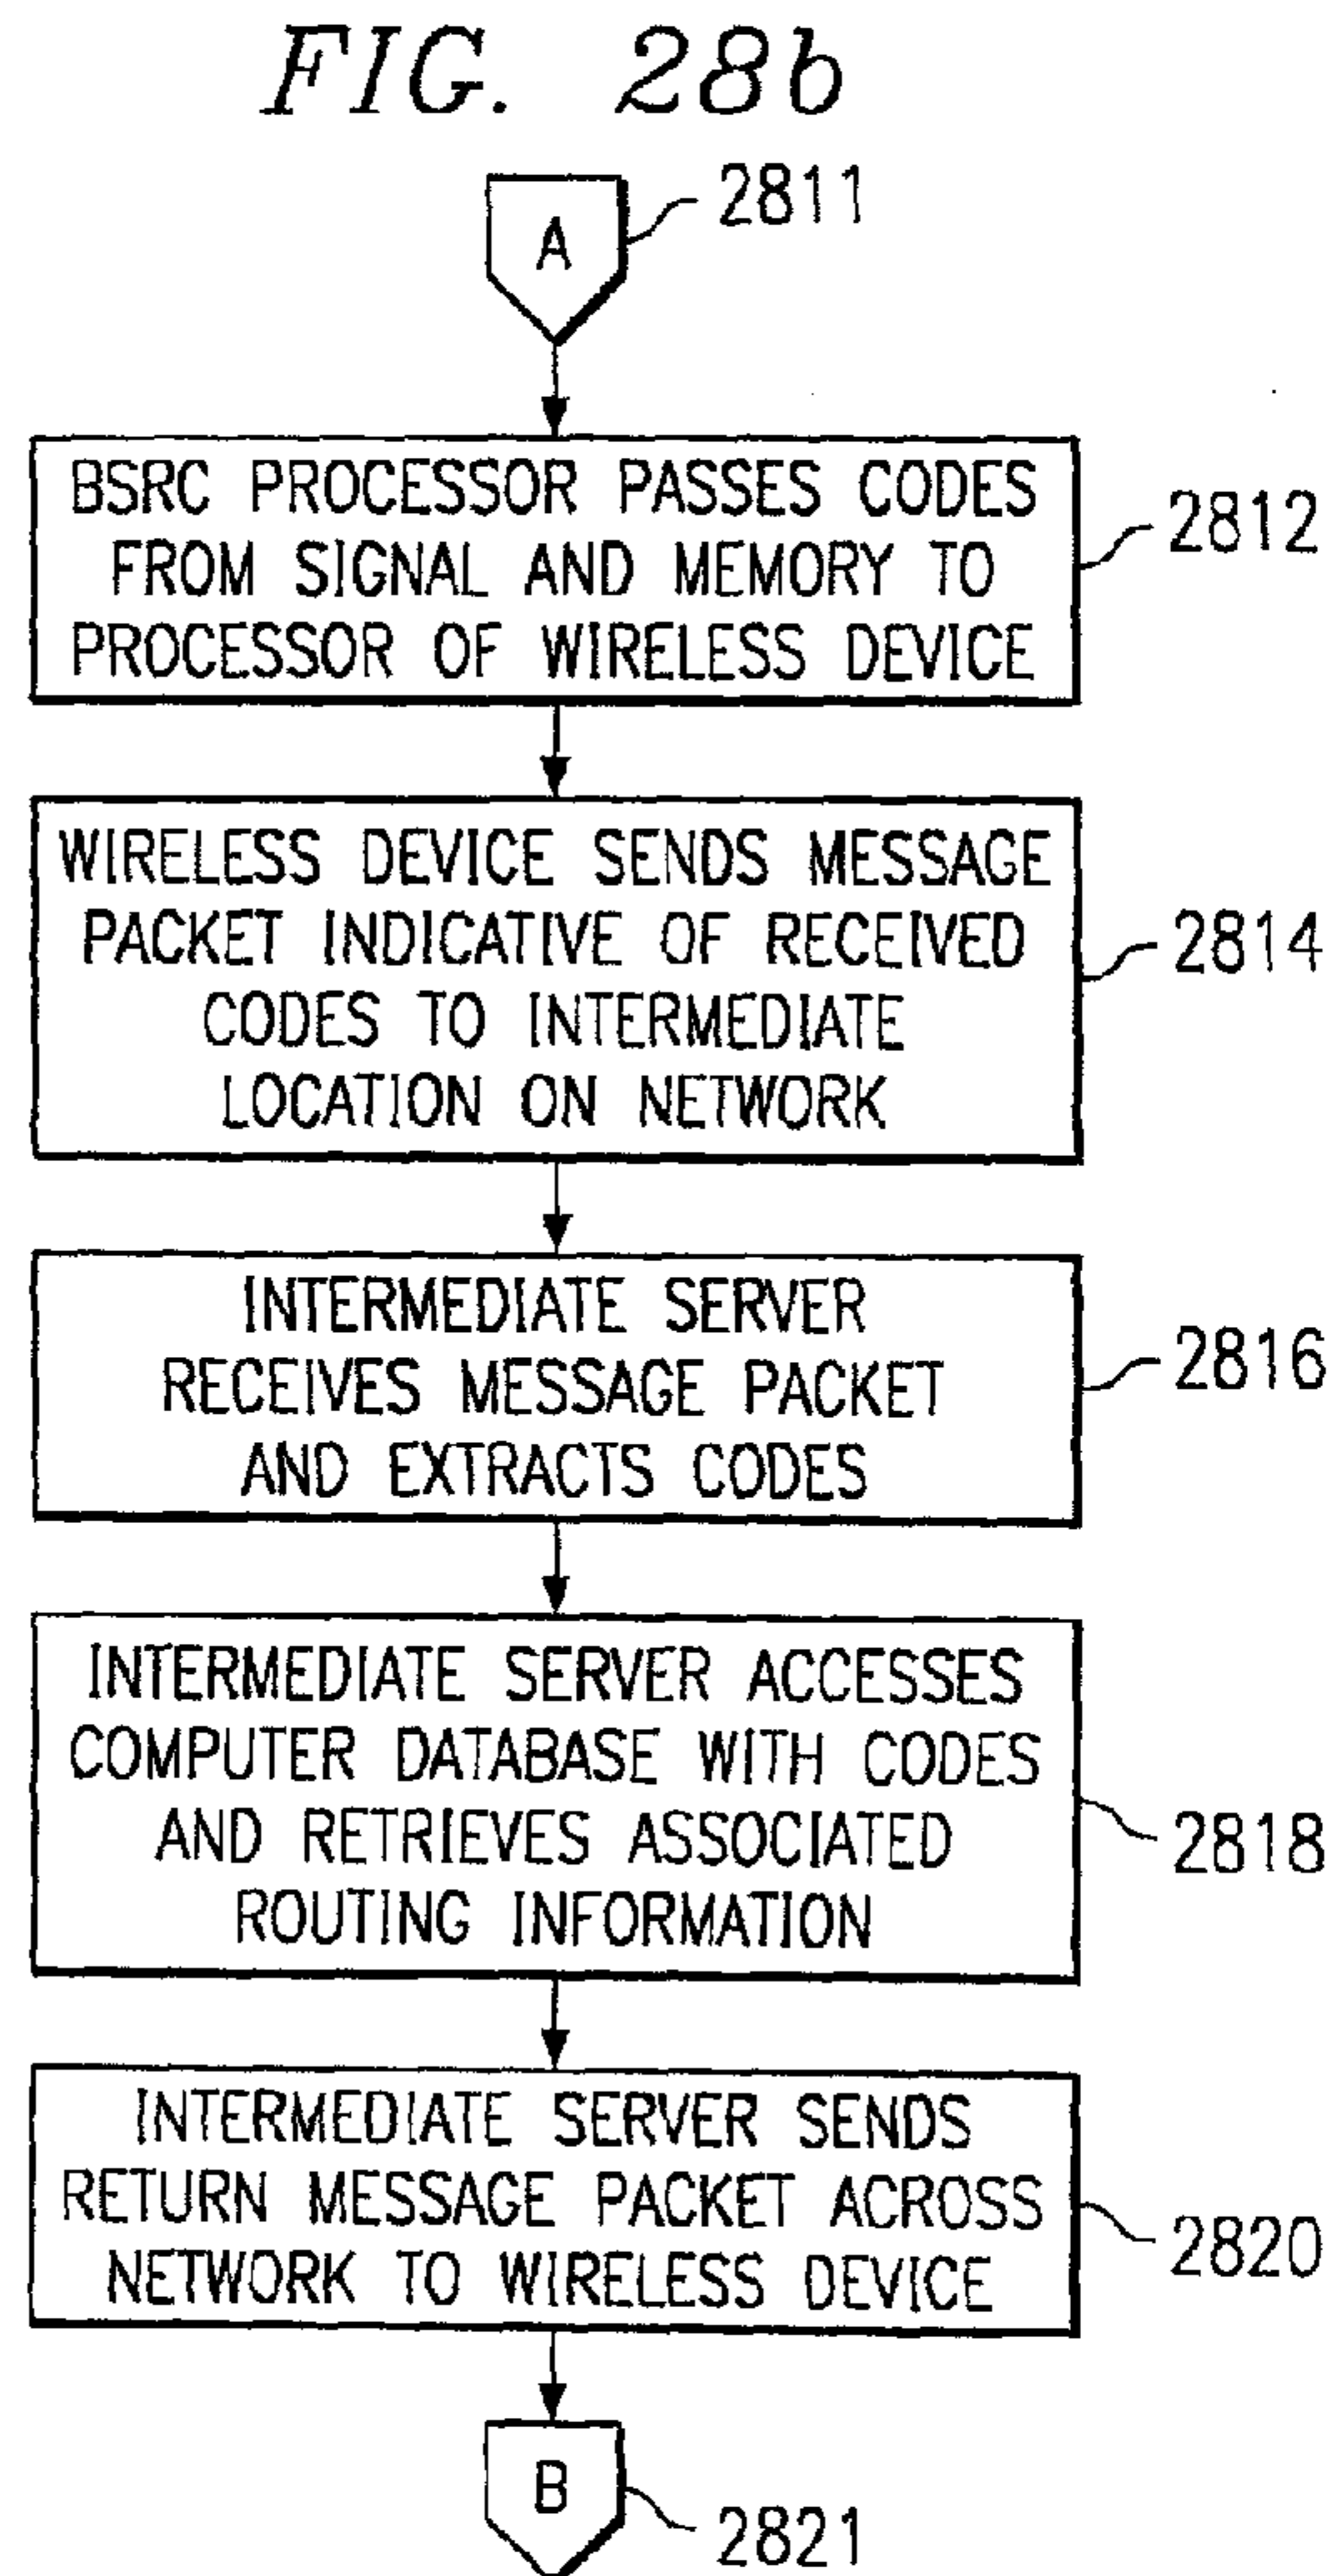 FIG. 28b
A
2811
BSRC PROCESSOR PASSES CODES
FROM SIGNAL AND MEMORY TO
PROCESSOR OF WIRELESS DEVICE
2812
WIRELESS DEVICE SENDS MESSAGE
PACKET INDICATIVE OF RECEIVED
CODES TO INTERMEDIATE
LOCATION ON NETWORK
2814
INTERMEDIATE SERVER
RECEIVES MESSAGE PACKET
AND EXTRACTS CODES
2816
INTERMEDIATE SERVER ACCESSES
COMPUTER DATABASE WITH CODES
AND RETRIEVES ASSOCIATED
ROUTING INFORMATION
2818
INTERMEDIATE SERVER SENDS
RETURN MESSAGE PACKET ACROSS
NETWORK TO WIRELESS DEVICE
2820
B
2821